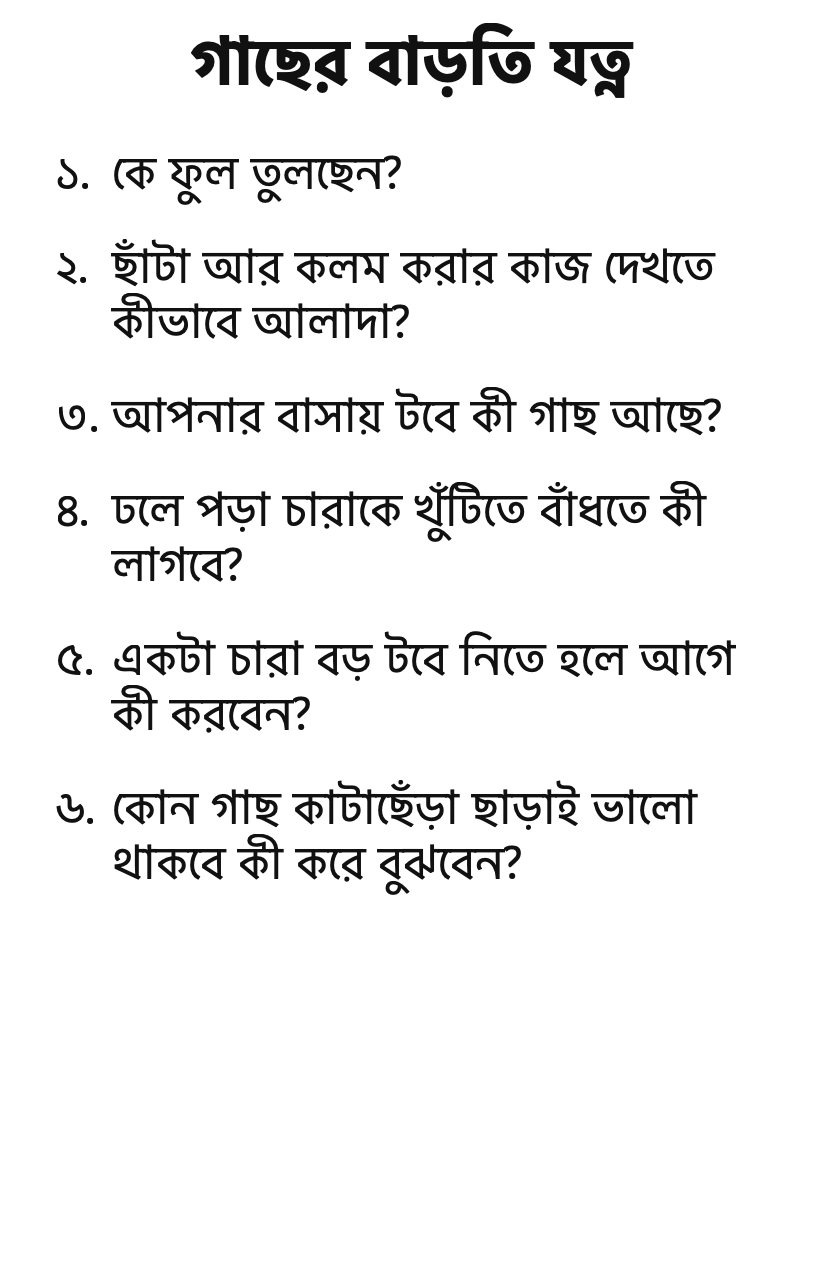 গাছের বাড়তি যত্ন
১. কে ফুল তুলছেন?
২. ছাঁটা আর কলম করার কাজ দেখতে
কীভাবে আলাদা?
৩. আপনার বাসায় টবে কী গাছ আছে?
৪. ঢলে পড়া চারাকে খুঁটিতে বাঁধতে কী
লাগবে?
৫. একটা চারা বড় টবে নিতে হলে আগে
কী করবেন?
৬. কোন গাছ কাটাছেঁড়া ছাড়াই ভালো
থাকবে কী করে বুঝবেন?